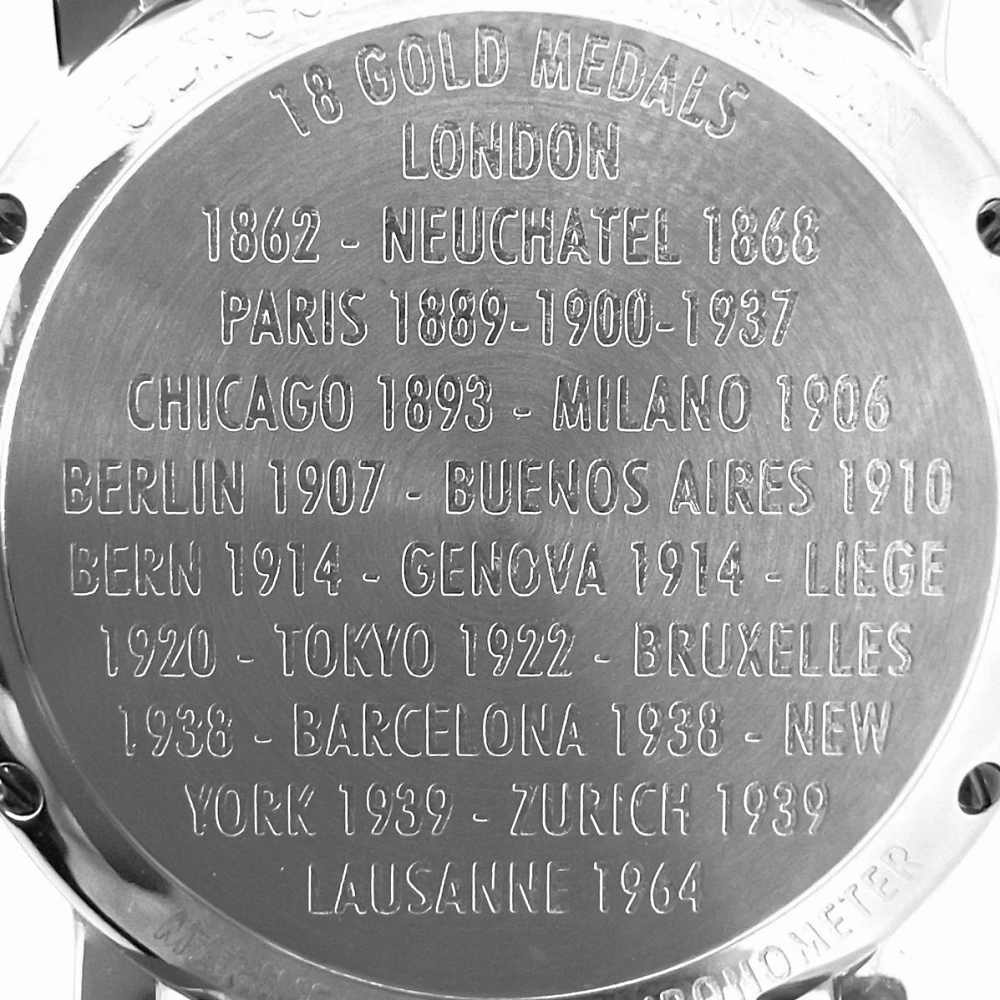 18 GOLD MEDALS
LONDON
1862 - NEUCHATEL 1868
PARIS 1889-1900-1937
CHICAGO 1893 - MILANO 1906
BERLIN 1907 - BUENOS AIRES 1910
BERN 1914 - GENOVA 1914 - LIEGE
1920 - TOKYO 1922 - BRUXELLES
1938 - BARCELONA 1938 - NEW
YORK 1939 - ZURICH 1939
LAUSANNE 1964